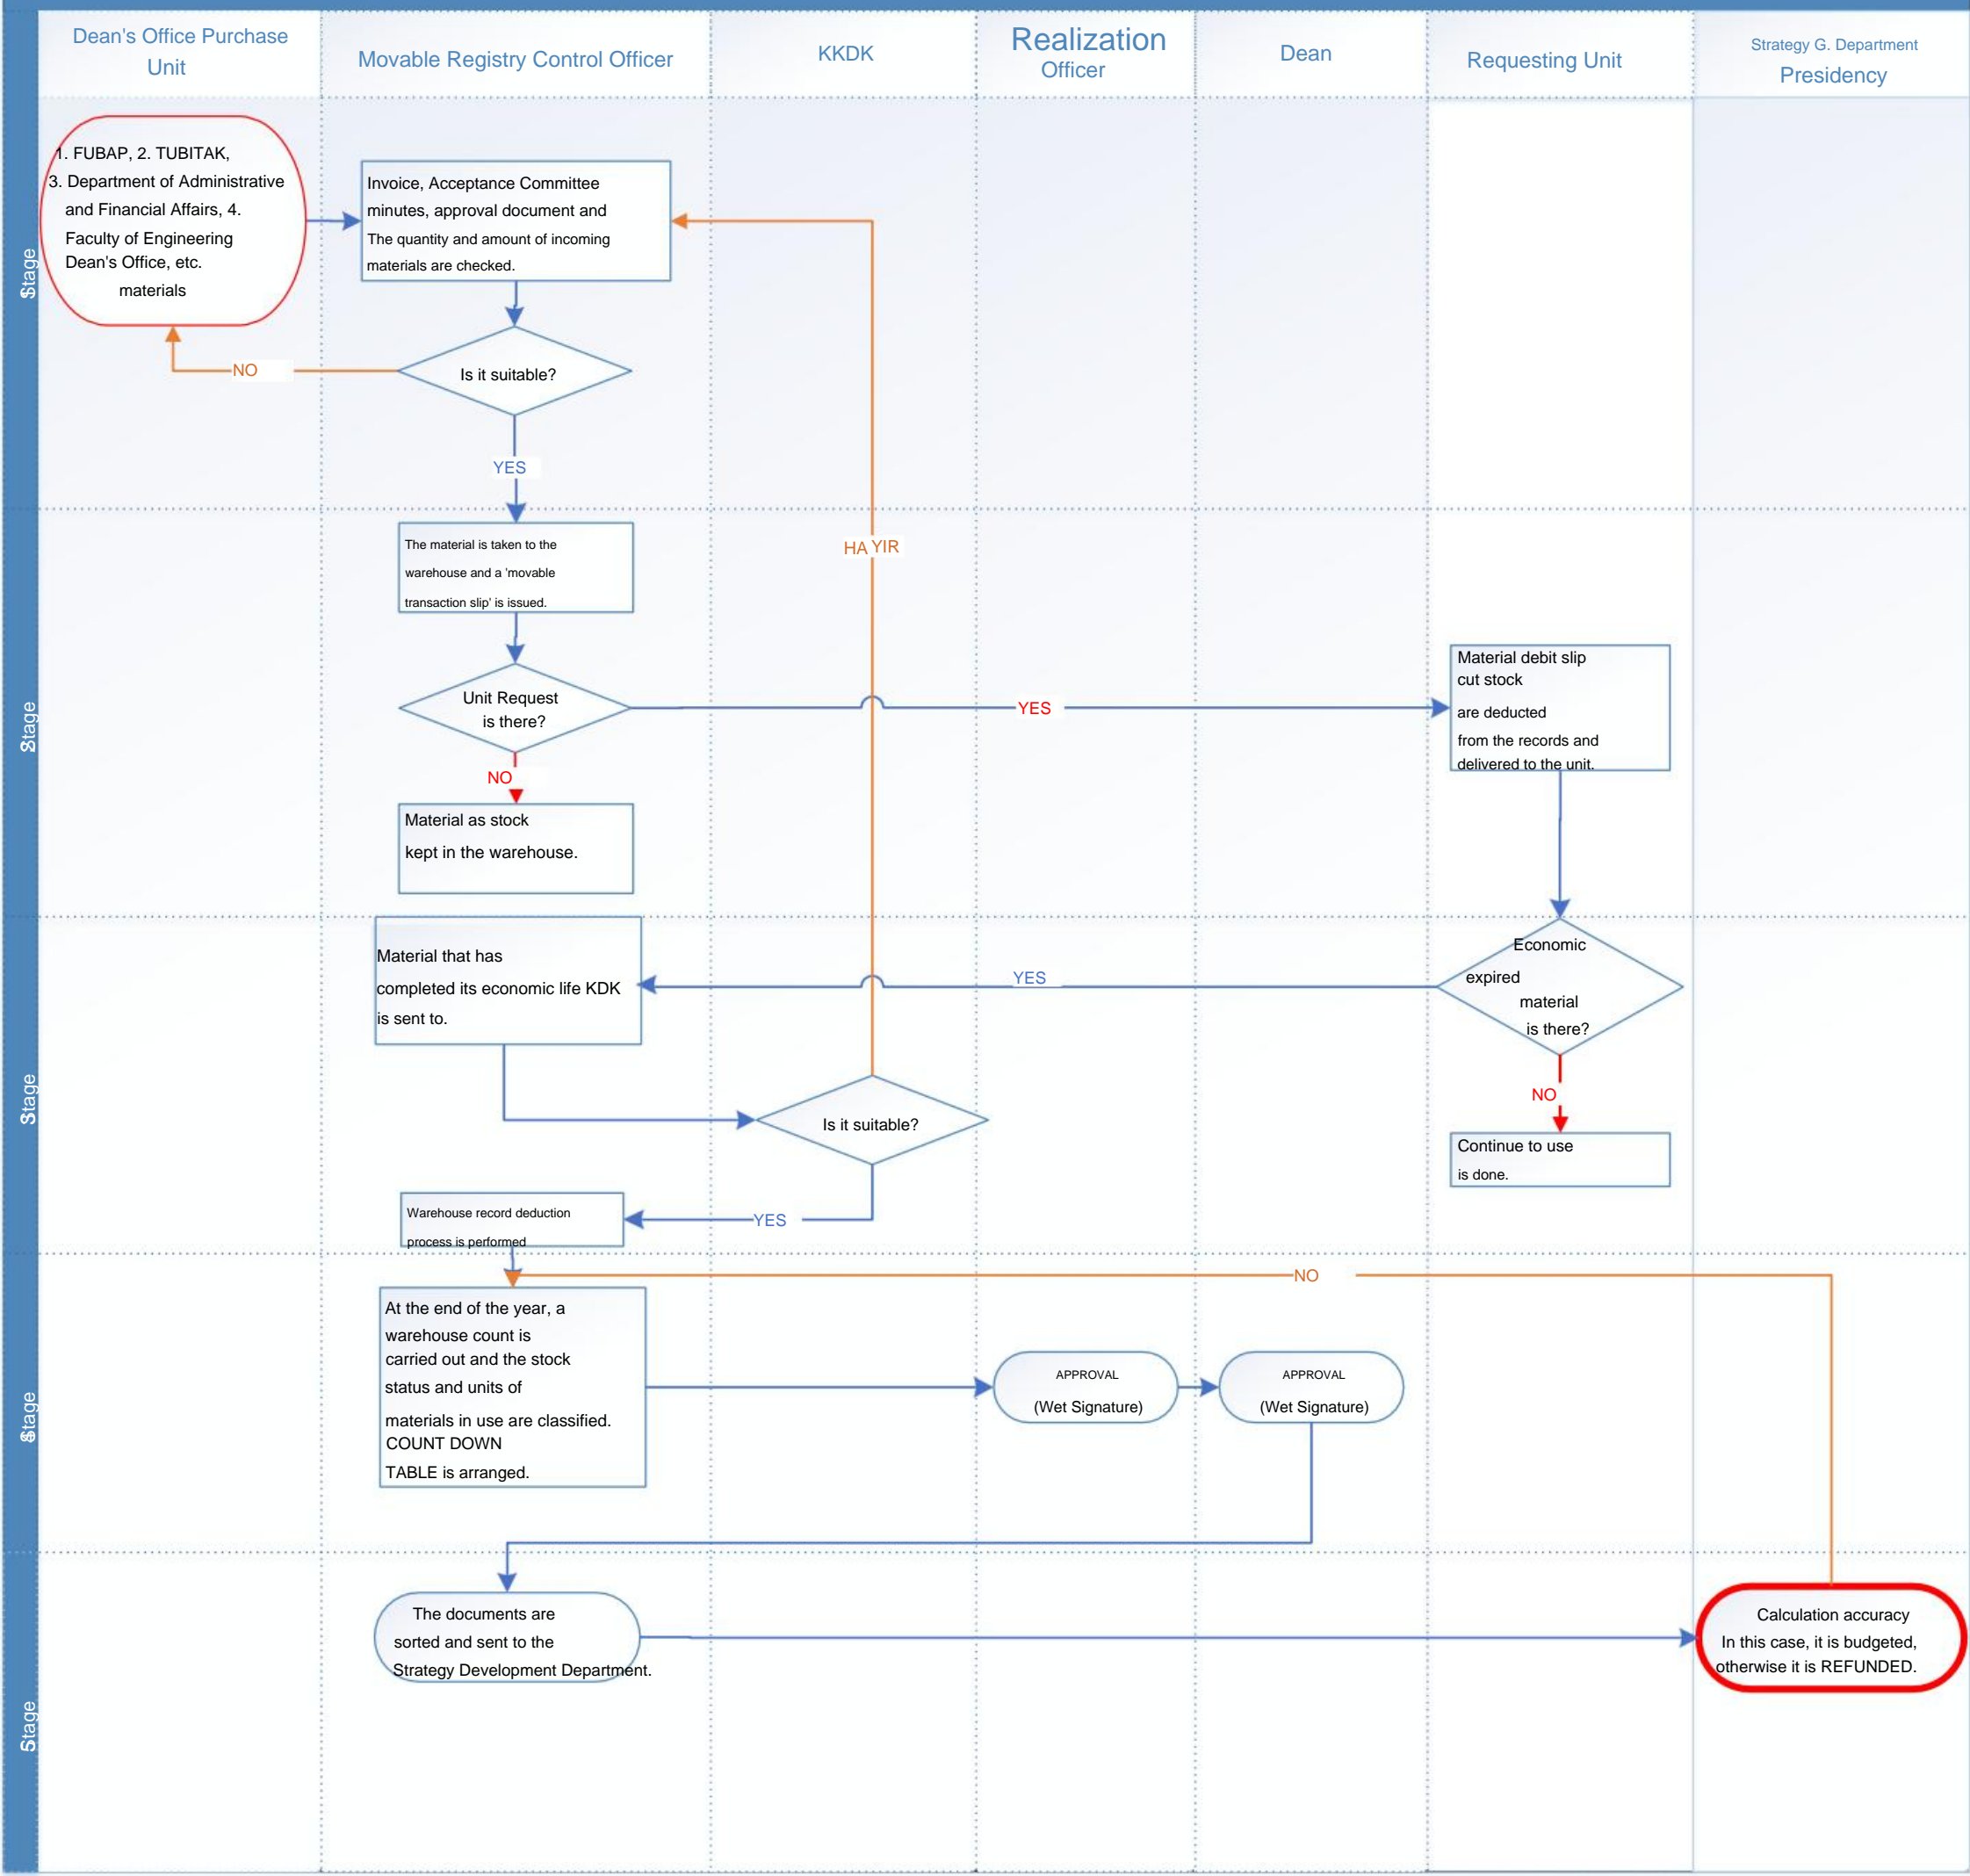 Dean's Office Purchase
Unit
Movable Registry Control Officer
KKDK
Realization
Officer
Dean
Requesting Unit
Strategy G. Department
Presidency
Stage
1. FUBAP, 2. TUBITAK,
3. Department of Administrative
and Financial Affairs, 4.
Faculty of Engineering
Dean's Office, etc.
materials
Invoice, Acceptance Committee
minutes, approval document and
The quantity and amount of incoming
materials are checked.
NO
Is it suitable?
YES
Stage
The material is taken to the
warehouse and a 'movable
transaction slip' is issued.
HAYIR
Unit Request
is there?
YES
Material debit slip
cut stock
are deducted
from the records and
delivered to the unit.
NO
Material as stock
kept in the warehouse.
Stage
Material that has
completed its economic life KDK
is sent to.
YES
Economic
expired
material
is there?
Is it suitable?
NO
Continue to use
is done.
Warehouse record deduction
process is performed
YES
Stage
NO
At the end of the year, a
warehouse count is
carried out and the stock
status and units of
materials in use are classified.
COUNT DOWN
TABLE is arranged.
APPROVAL
(Wet Signature)
APPROVAL
(Wet Signature)
Stage
The documents are
sorted and sent to the
Strategy Development Department.
Calculation accuracy
In this case, it is budgeted,
otherwise it is REFUNDED.